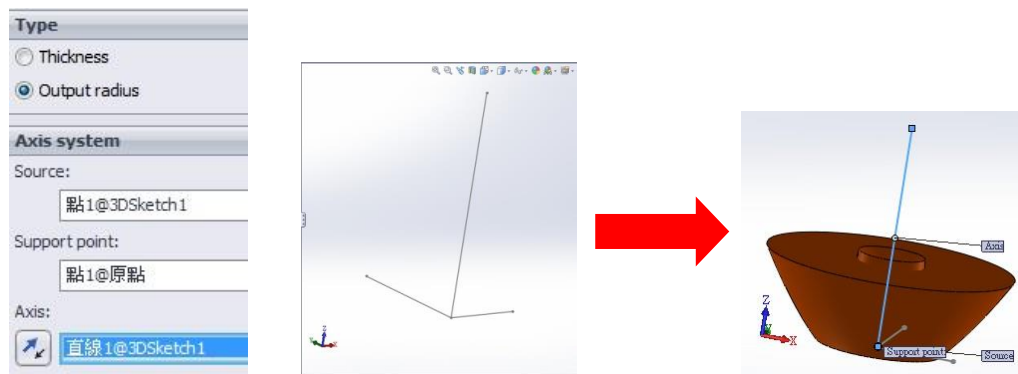 Type
Thickness
Output radius
Axis system
Source:
點1@3DSketch1
Support point:
點1@原點
Axis:
直線1@3DSketch1
Z
X
Axis
Z
X
Support point
Source